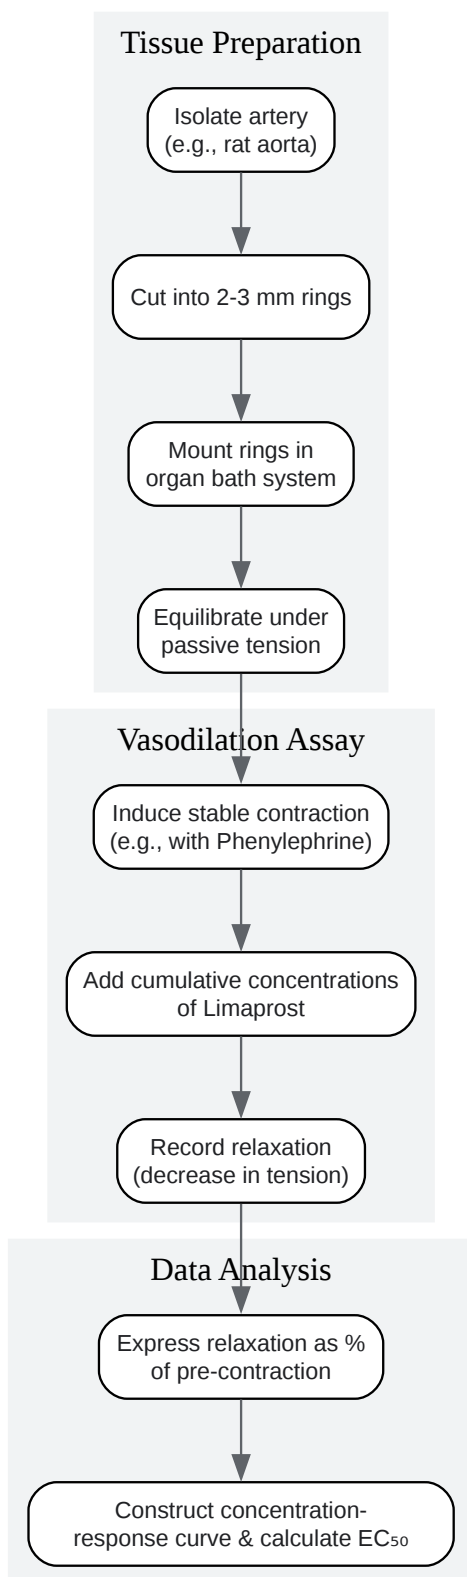 Tissue Preparation
Isolate artery
(e.g., rat aorta)
Cut into 2-3 mm rings
Mount rings in
organ bath system
Equilibrate under
passive tension
Vasodilation Assay
Induce stable contraction
(e.g., with Phenylephrine)
Add cumulative concentrations
of Limaprost
Record relaxation
(decrease in tension)
Data Analysis
Express relaxation as %
of pre-contraction
Construct concentration-
response curve & calculate EC₅₀